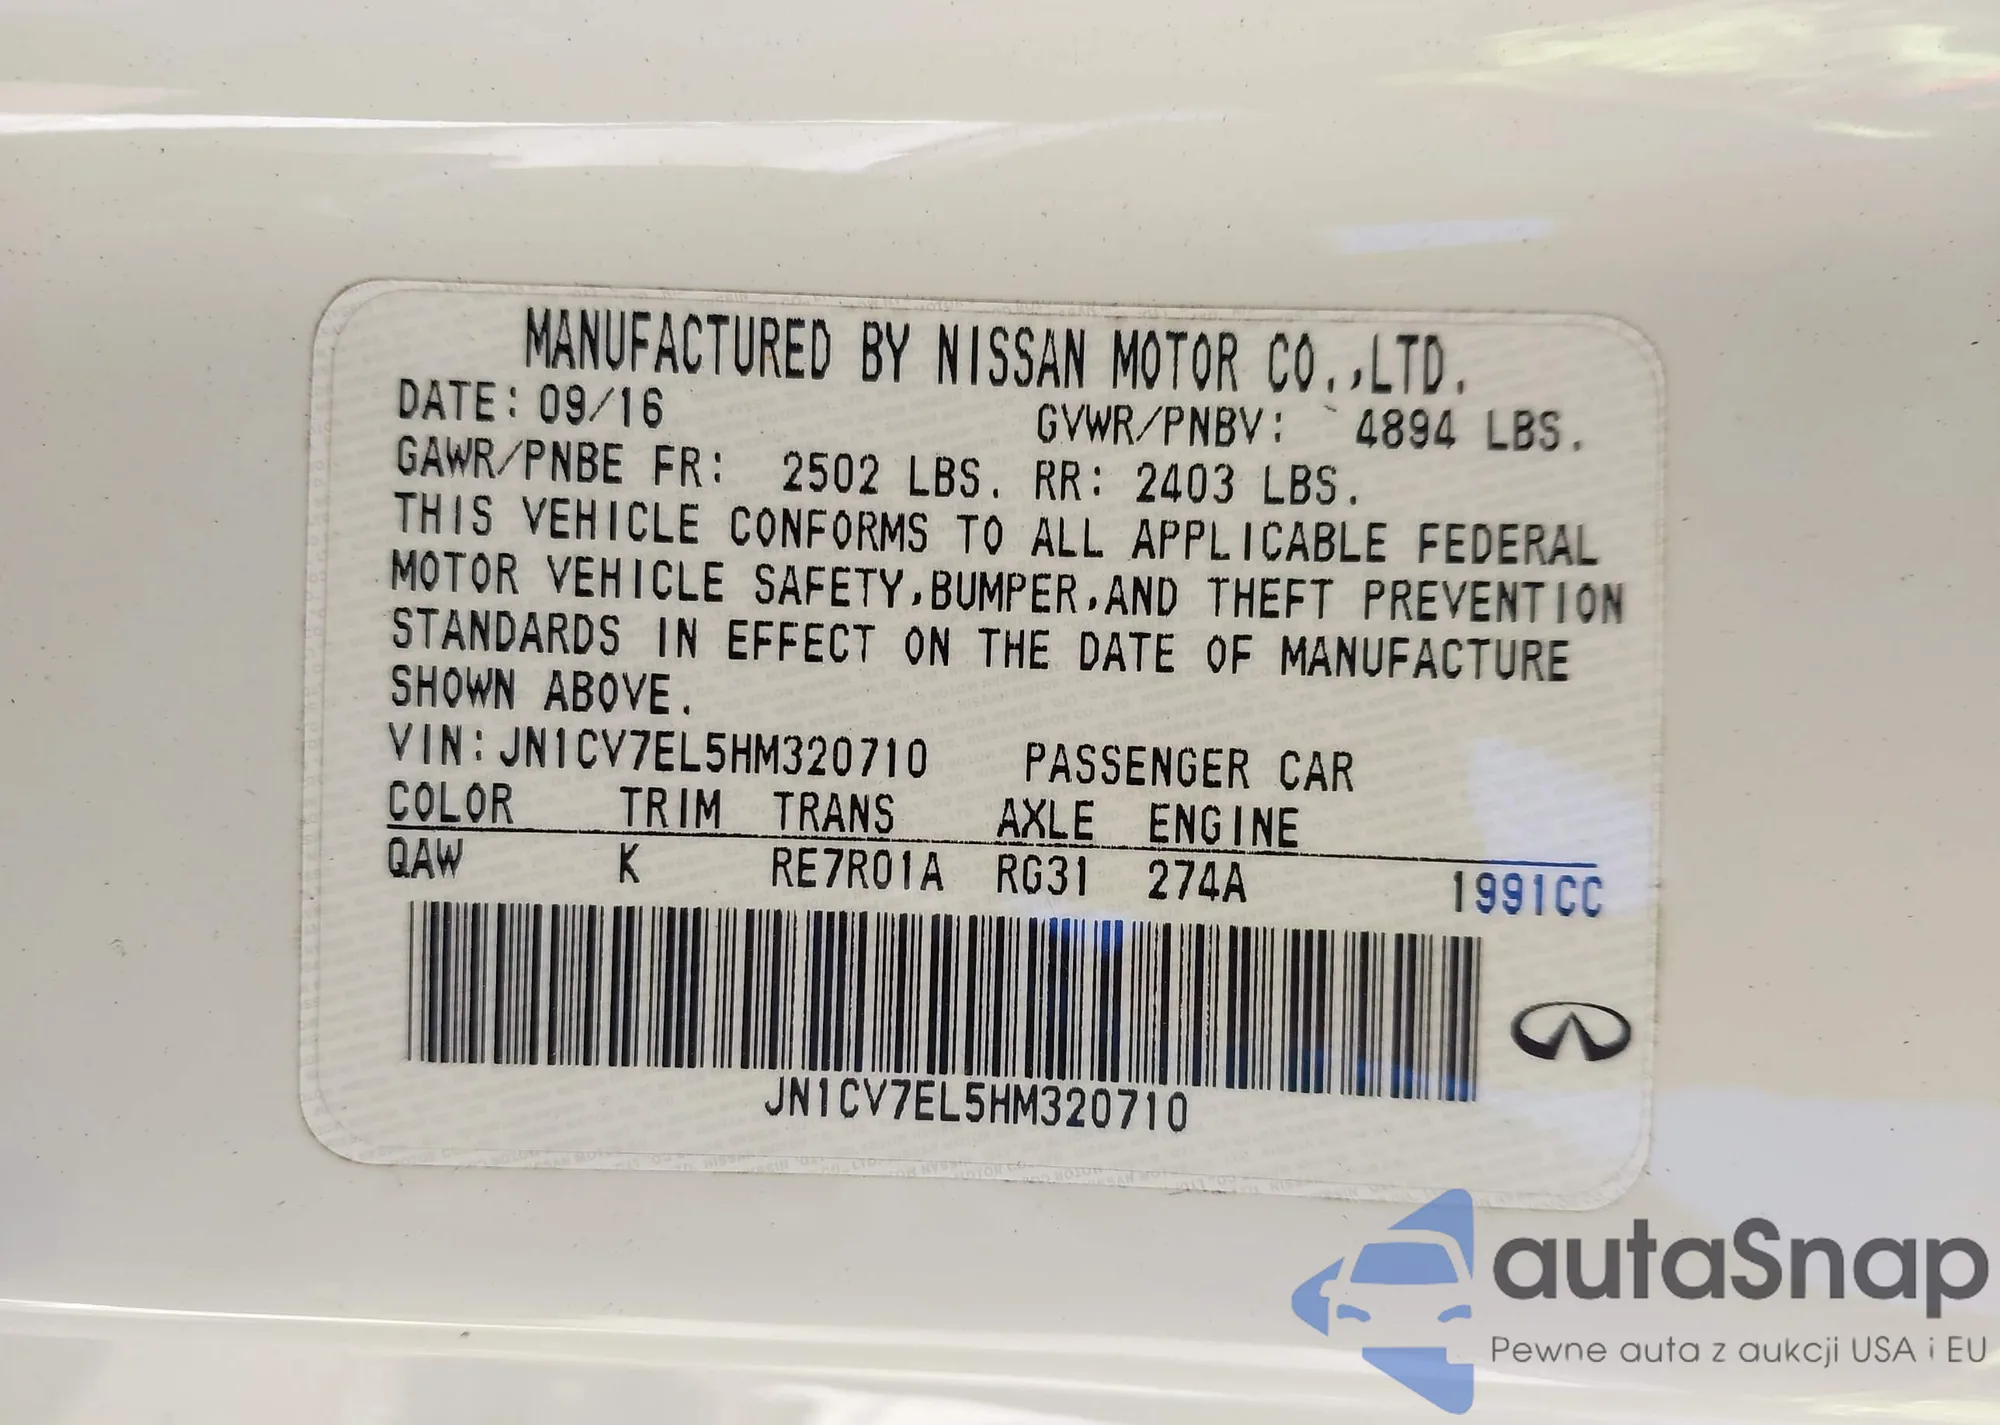 MANUFACTURED BY NISSAN MOTOR CO.,LTD.
DATE: 09/16 GVWR/PNBV: 4894 LBS.
GAWR/PNBE FR: 2502 LBS. RR: 2403 LBS.
THIS VEHICLE CONFORMS TO ALL APPLICABLE FEDERAL
MOTOR VEHICLE SAFETY,BUMPER,AND THEFT PREVENTION
STANDARDS IN EFFECT ON THE DATE OF MANUFACTURE
SHOWN ABOVE.
VIN: JN1CV7EL5HM320710 PASSENGER CAR
COLOR TRIM TRANS AXLE ENGINE
QAW K RE7R01A RG31 274A 1991CC
JN1CV7EL5HM320710
autaSnap
Pewne auta z aukcji USA i EU